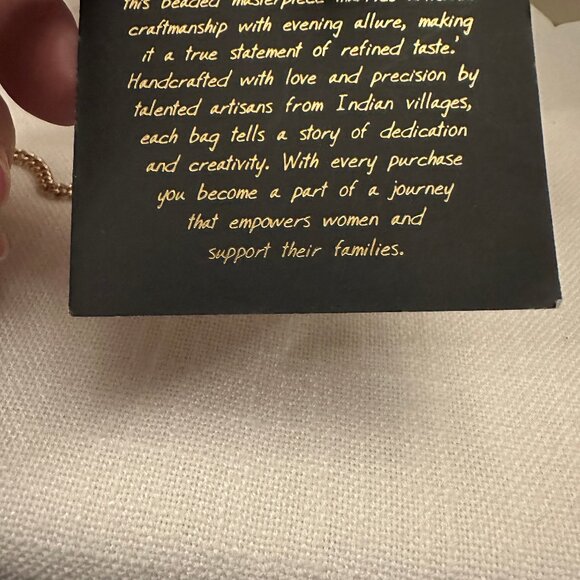 this beaded masterpiece
craftmanship with evening allure, making
it a true statement of refined taste.'
Handcrafted with love and precision by
talented artisans from Indian villages,
each bag tells a story of dedication
and creativity. With every purchase
you become a part of a journey
that empowers women and
support their families.